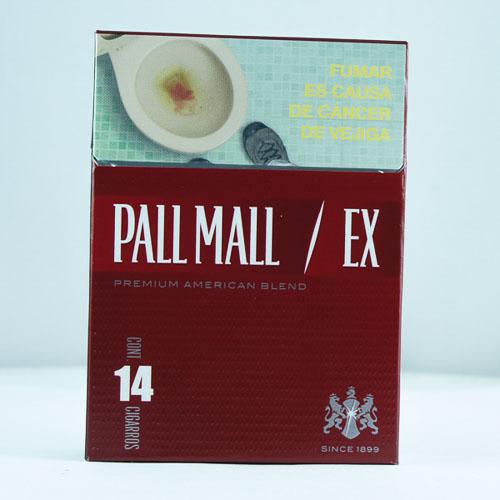 FUMAR
ES CAUSA
DE CÁNCER
DE VEJIGA
PALL MALL / EX
PREMIUM AMERICAN BLEND
CONT.
14
CIGARROS
SINCE 1899